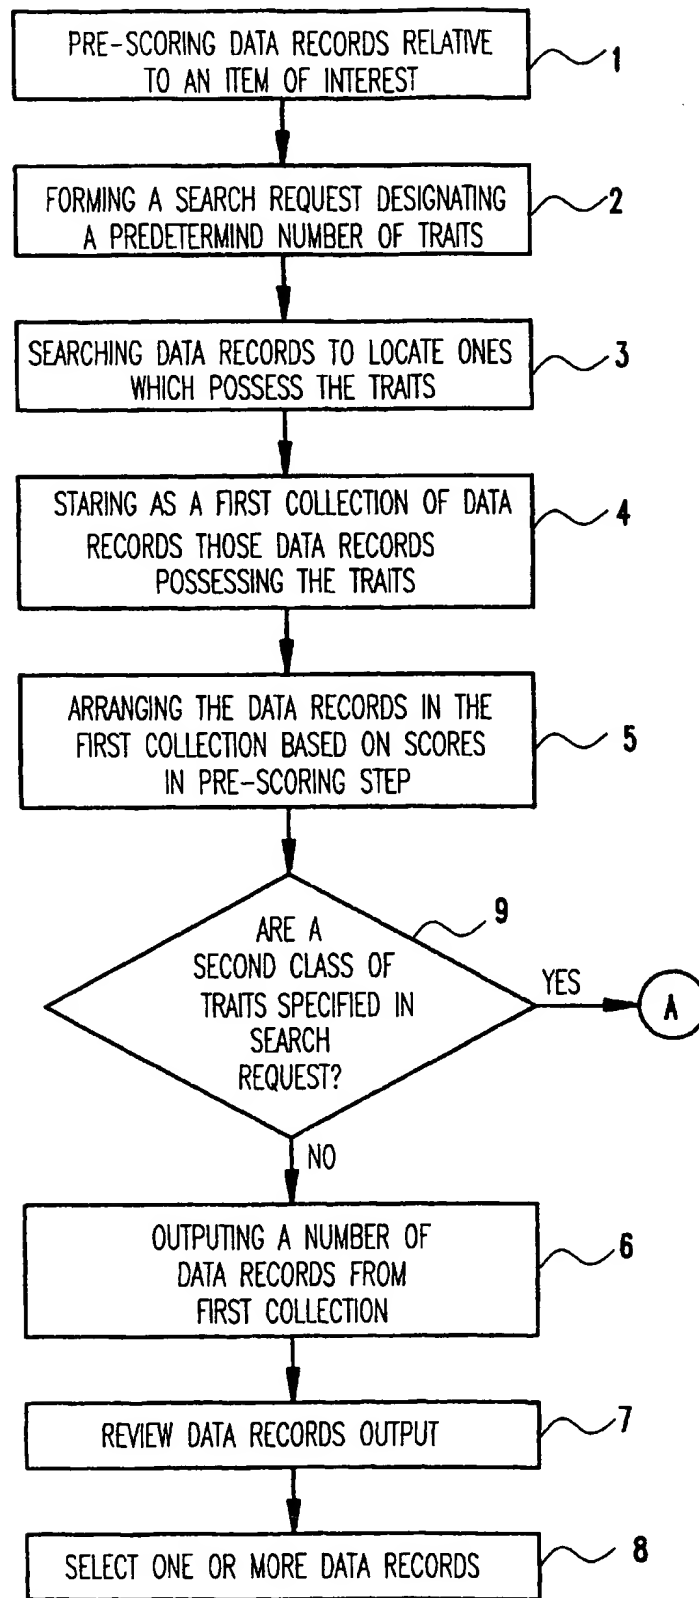 PRE-SCORING DATA RECORDS RELATIVE
TO AN ITEM OF INTEREST
1
FORMING A SEARCH REQUEST DESIGNATING
A PREDETERMIND NUMBER OF TRAITS
2
SEARCHING DATA RECORDS TO LOCATE ONES
WHICH POSSESS THE TRAITS
3
STARING AS A FIRST COLLECTION OF DATA
RECORDS THOSE DATA RECORDS
POSSESSING THE TRAITS
4
ARRANGING THE DATA RECORDS IN THE
FIRST COLLECTION BASED ON SCORES
IN PRE-SCORING STEP
5
ARE A
SECOND CLASS OF
TRAITS SPECIFIED IN
SEARCH
REQUEST?
9
YES
A
NO
OUTPUTING A NUMBER OF
DATA RECORDS FROM
FIRST COLLECTION
6
REVIEW DATA RECORDS OUTPUT
7
SELECT ONE OR MORE DATA RECORDS
8